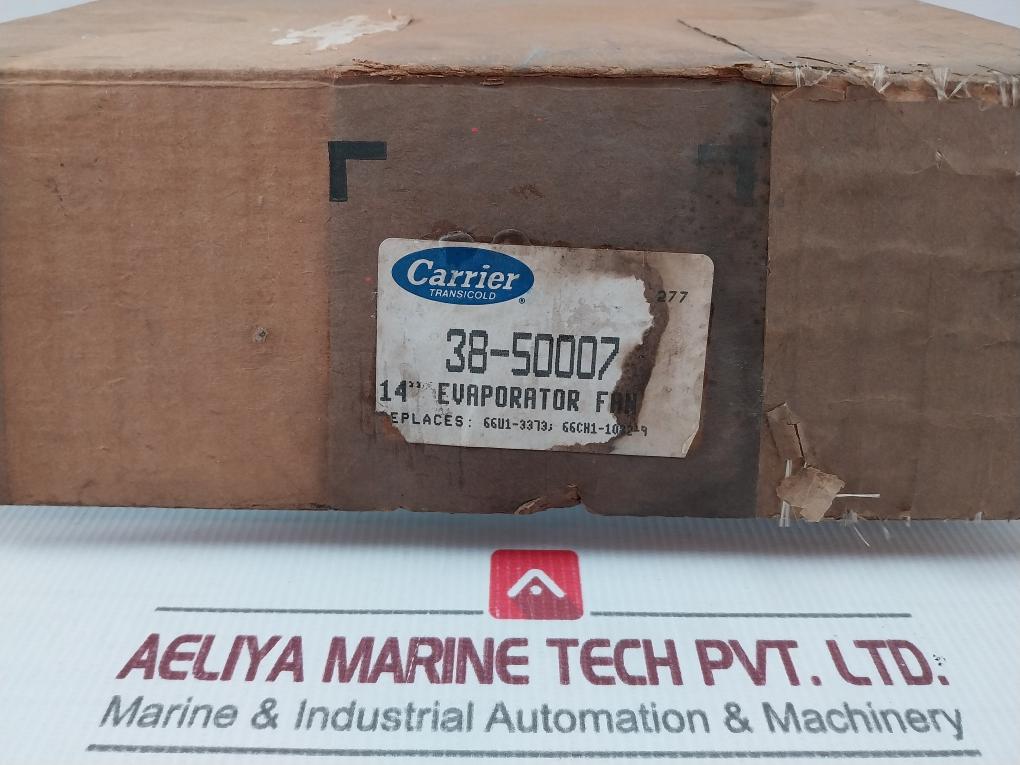 Carrier
TRANSICOLD
®
277
38-50007
14" EVAPORATOR FAN
EPLACES: 66U1-3373;
AELIYA MARINE TECH PVT. LTD.
Marine & Industrial Automation & Machinery